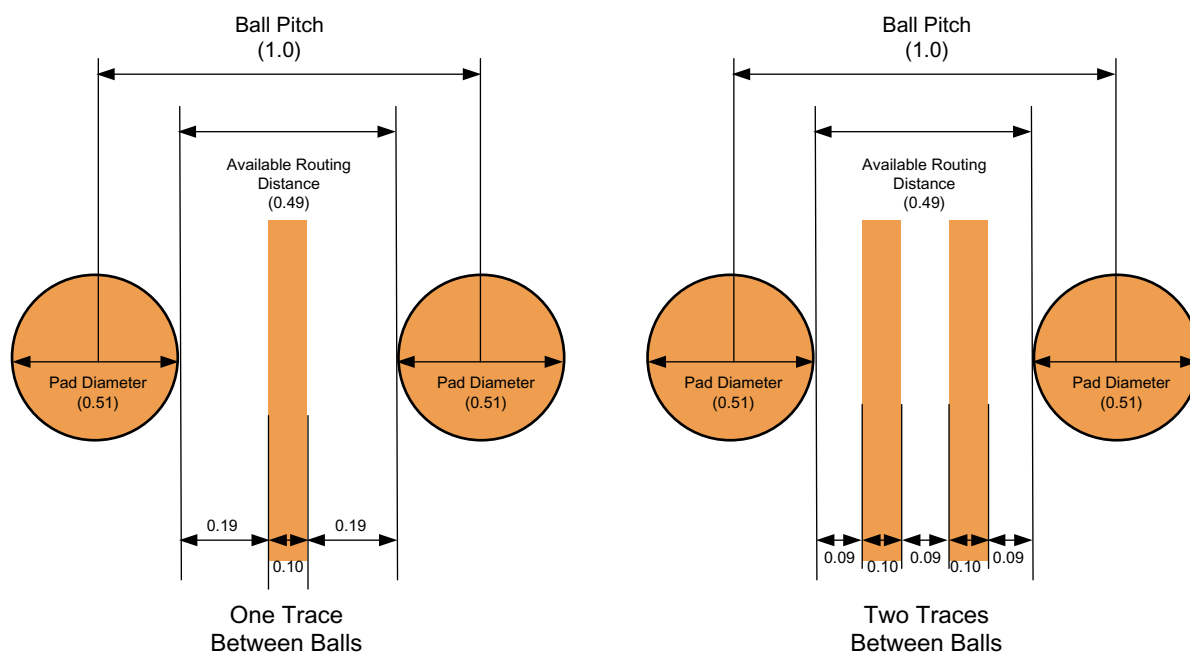 Ball Pitch
(1.0)
Available Routing
Distance
(0.49)
Pad Diameter
(0.51)
Pad Diameter
(0.51)
0.19
0.19
0.10
One Trace
Between Balls
Ball Pitch
(1.0)
Available Routing
Distance
(0.49)
Pad Diameter
(0.51)
Pad Diameter
(0.51)
0.09
0.10
0.09
0.10
0.09
Two Traces
Between Balls